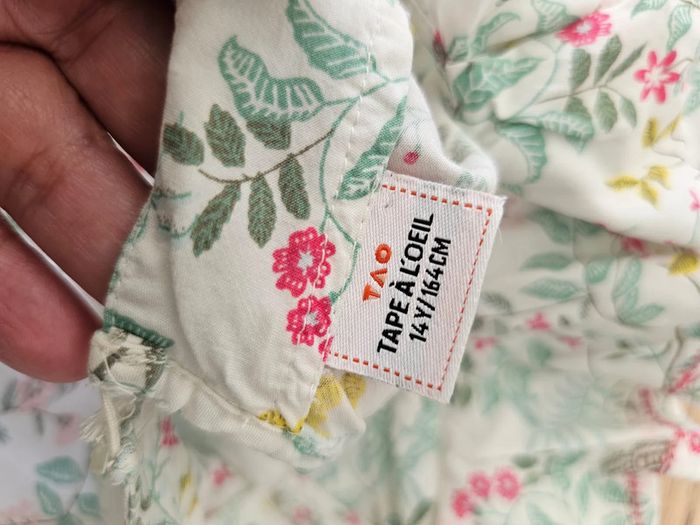 TAO
TAPE À L'OEIL
14Y/164CM